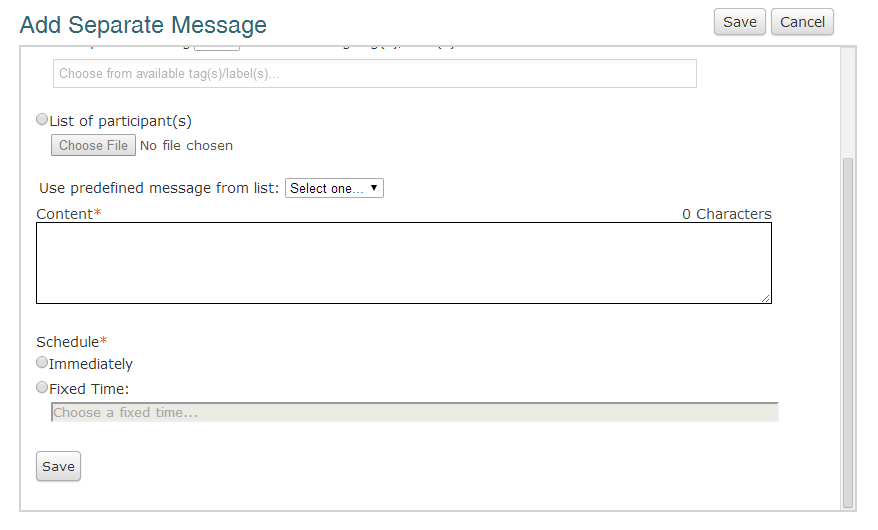 Add Separate Message
Save
Cancel
Choose from available tag(s)/label(s)...
List of participant(s)
Choose File No file chosen
Use predefined message from list: Select one...
Content* 0 Characters
Schedule*
Immediately
Fixed Time:
Choose a fixed time...
Save